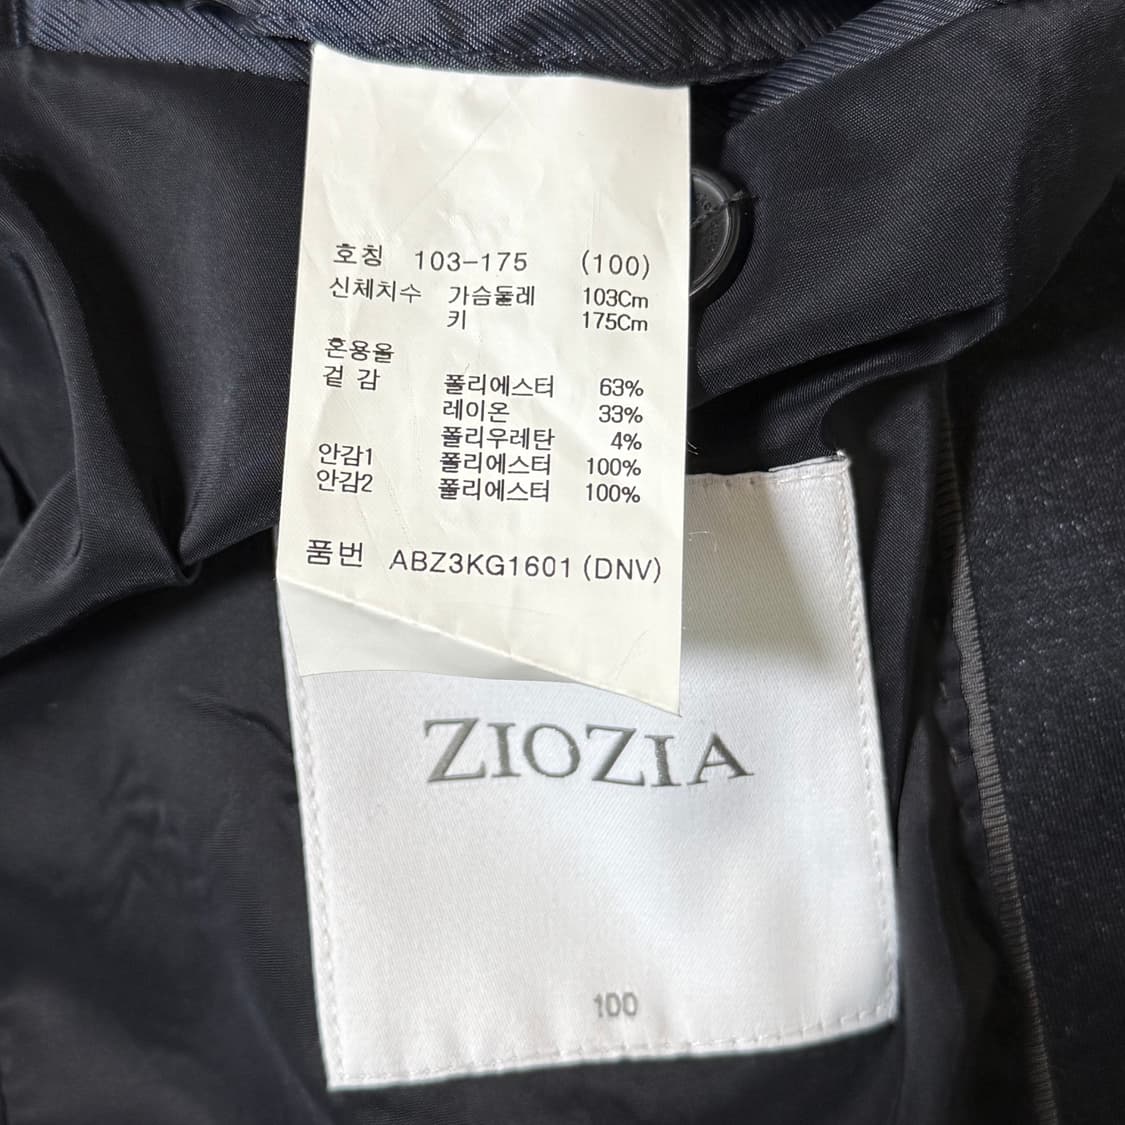 호칭 103-175 (100)
신체치수 가슴둘레 103Cm
키 175Cm
혼용율
겉감 폴리에스터 63%
레이온 33%
폴리우레탄 4%
안감1 폴리에스터 100%
안감2 폴리에스터 100%
품번 ABZ3KG1601 (DNV)
ZIOZIA
100